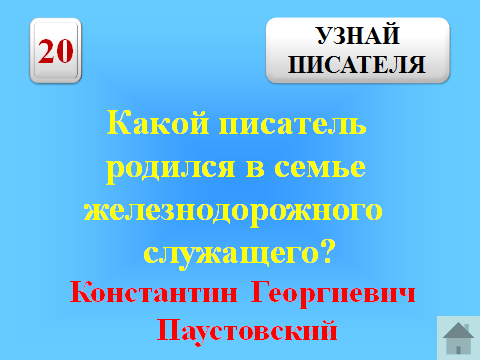 20
УЗНАЙ
ПИСАТЕЛЯ
Какой писатель
родился в семье
железнодорожного
служащего?
Константин Георгиевич
Паустовский